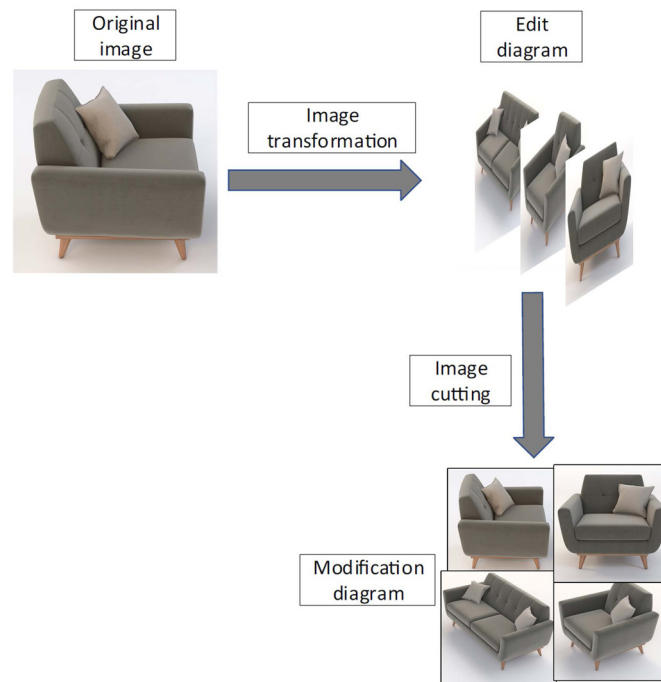 Original
image
Edit
diagram
Image
transformation
Image
cutting
Modification
diagram